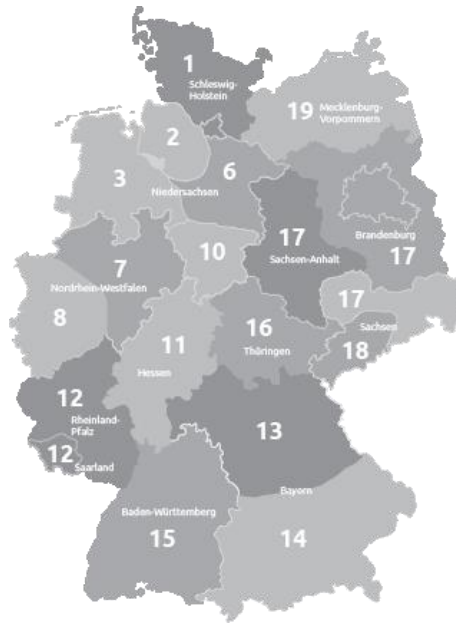 1
Schleswig-
Holstein
19 Mecklenburg-
Vorpommern
2
3
6
Niedersachsen
17
Sachsen-Anhalt
Brandenburg
17
10
7
Nordrhein-Westfalen
8
17
Sachsen
18
16
Thüringen
11
Hessen
12
Rheinland-
Pfalz
12
Saarland
13
Bayern
14
Baden-Württemberg
15